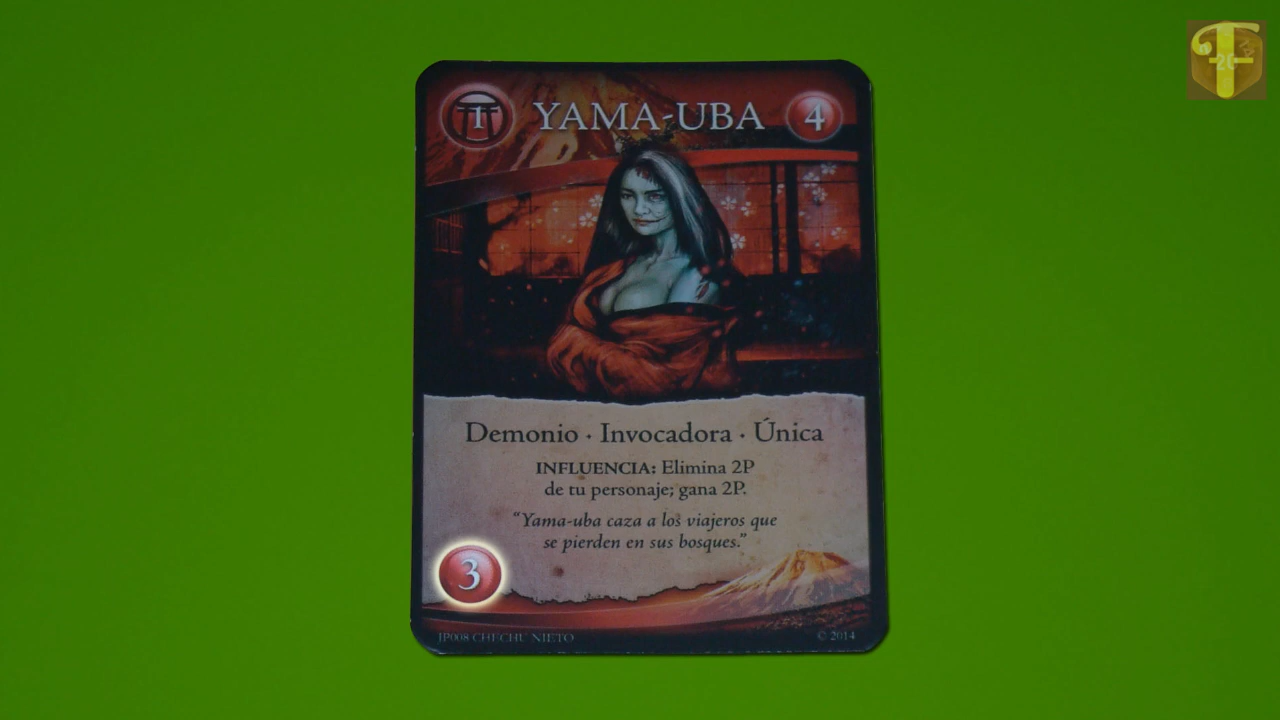 1 YAMA-UBA 4
Demonio · Invocadora · Única
INFLUENCIA: Elimina 2P
de tu personaje; gana 2P.
“Yama-uba caza a los viajeros que
se pierden en sus bosques.”
3
JP008 CHECHU NIETO © 2014